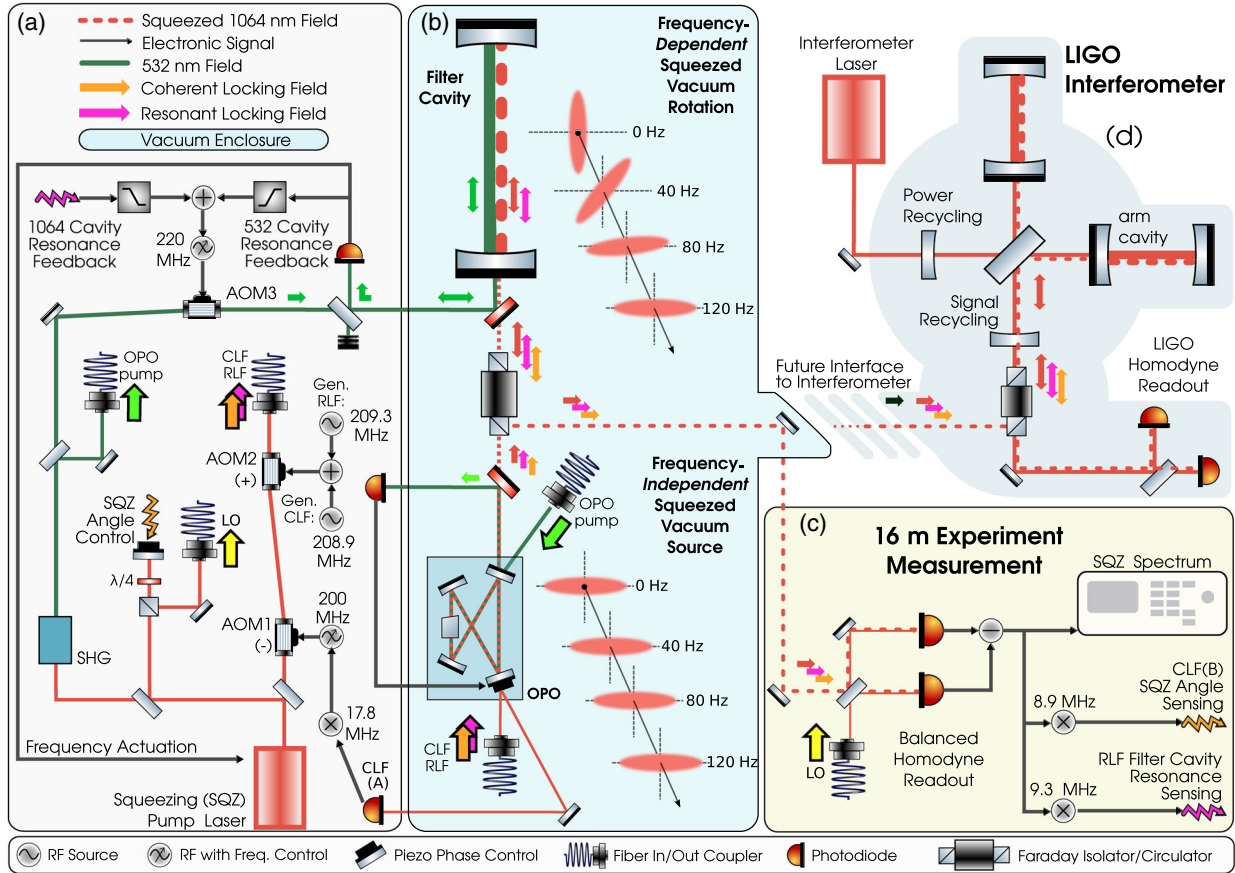 (a)
Squeezed 1064 nm Field
Electronic Signal
532 nm Field
Coherent Locking Field
Resonant Locking Field
Vacuum Enclosure
1064 Cavity
Resonance
Feedback
532 Cavity
Resonance
Feedback
220
MHz
AOM3
OPO
pump
CLF
RLF
Gen.
RLF:
209.3
MHz
AOM2
(+)
Gen.
CLF:
208.9
MHz
SQZ
Angle
Control
LO
λ/4
AOM1
(-)
200
MHz
SHG
17.8
MHz
Frequency Actuation
Squeezing (SQZ)
Pump Laser
CLF
(A)
(b)
Filter
Cavity
Frequency-
Dependent
Squeezed
Vacuum
Rotation
0 Hz
40 Hz
80 Hz
120 Hz
Frequency-
Independent
Squeezed
Vacuum
Source
OPO
pump
OPO
CLF
RLF
0 Hz
40 Hz
80 Hz
120 Hz
Interferometer
Laser
LIGO
Interferometer
(d)
Power
Recycling
arm
cavity
Signal
Recycling
LIGO
Homodyne
Readout
Future Interface
to Interferometer
(c)
16 m Experiment
Measurement
SQZ Spectrum
CLF(B)
SQZ Angle
Sensing
8.9 MHz
LO
Balanced
Homodyne
Readout
RLF Filter Cavity
Resonance
Sensing
9.3 MHz
RF Source
RF with Freq. Control
Piezo Phase Control
Fiber In/Out Coupler
Photodiode
Faraday Isolator/Circulator